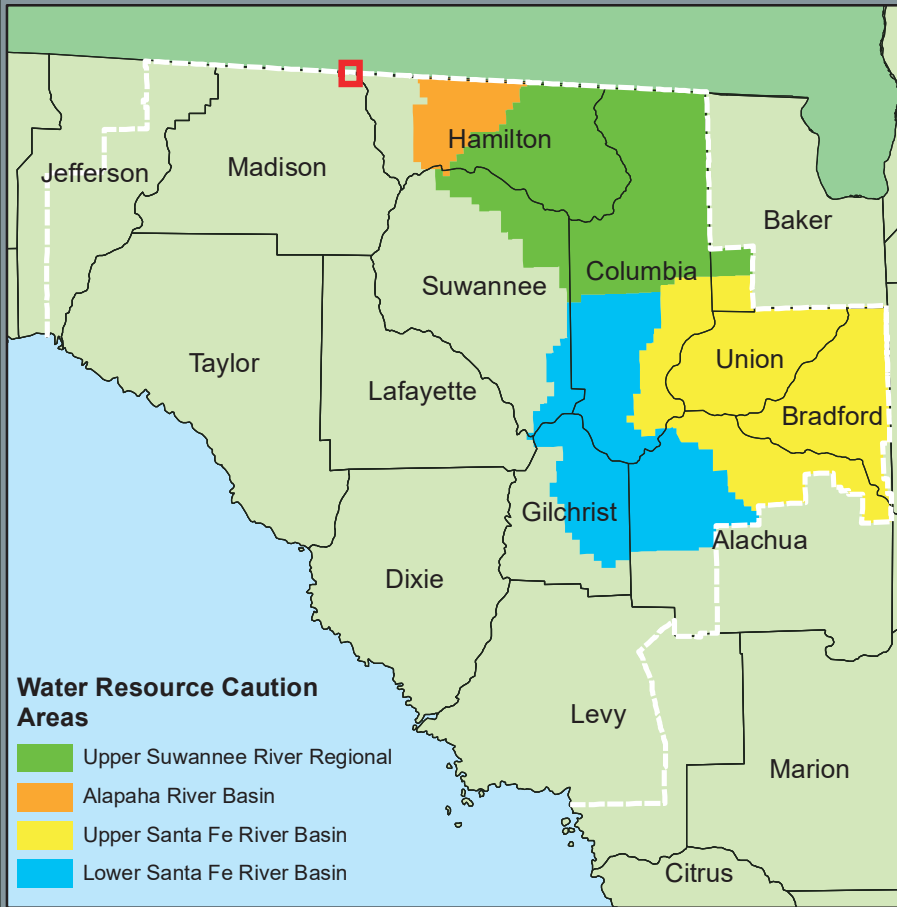 Hamilton
Jefferson
Madison
Baker
Columbia
Suwannee
Taylor
Union
Lafayette
Bradford
Gilchrist
Alachua
Dixie
Levy
Marion
Citrus
Water Resource Caution
Areas
Upper Suwannee River Regional
Alapaha River Basin
Upper Santa Fe River Basin
Lower Santa Fe River Basin